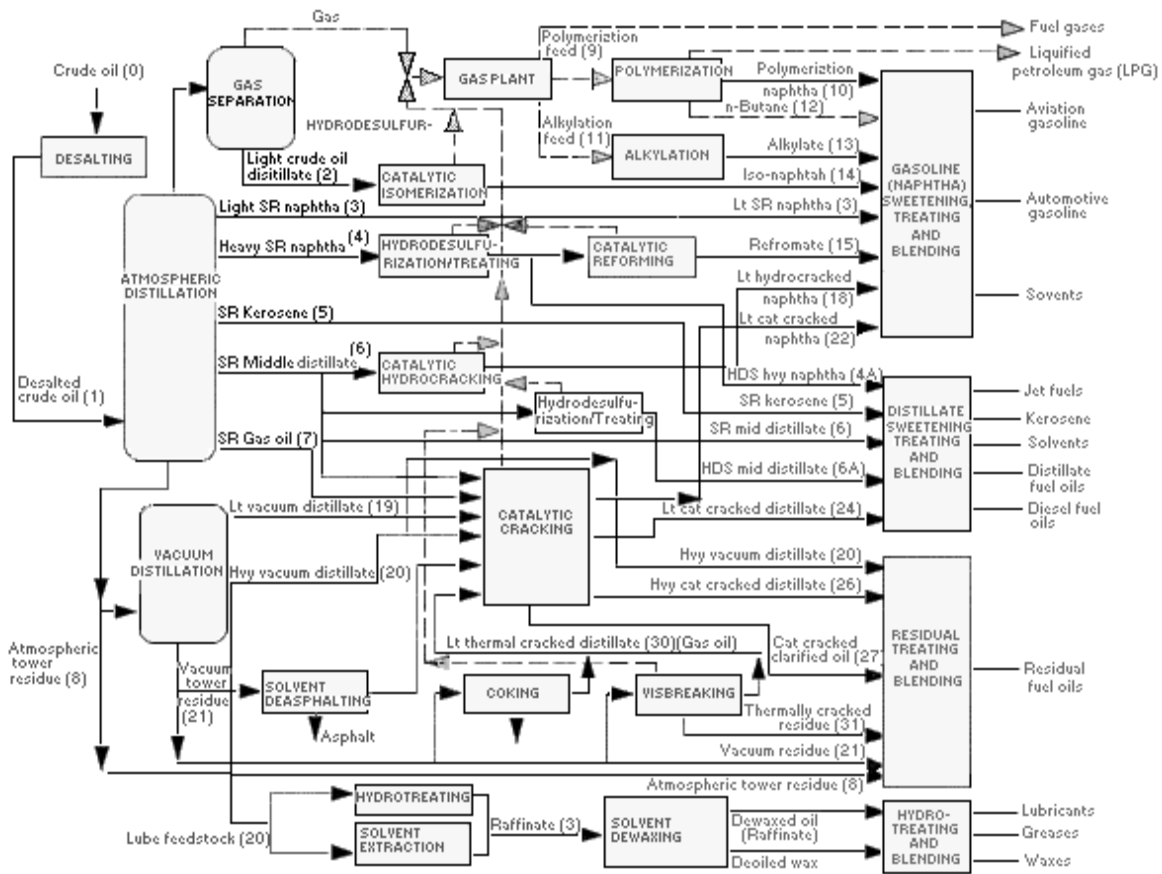 Gas
Fuel gases
Polymeriztion
feed (9)
Liquified
petroleum gas (LPG)
Crude oil (0)
GAS
SEPARATION
GAS PLANT
POLYMERIZATION
Polymeriztion
naphtha (10)
n-Butane (12)
Aviation
gasoline
HYDRODESULFUR-
Alkylation
feed (11)
DESALTING
Light crude oil
disitillate (2)
ALKYLATION
Alkylate (13)
CATALYTIC
ISOMERIZATION
Iso-naphtah (14)
GASOLINE
(NAPHTHA)
SWEETENING,
TREATING
AND
BLENDING
Automotive
gasoline
Light SR naphtha (3)
Lt SR naphtha (3)
Heavy SR naphtha (4)
HYDRODESULFU-
RIZATION/TREATING
CATALYTIC
REFORMING
Refromate (15)
ATMOSPHERIC
DISTILLATION
Lt hydrocracked
naphtha (18)
Sovents
SR Kerosene (5)
Lt cat cracked
naphtha (22)
SR Middle distillate (6)
CATALYTIC
HYDROCRACKING
HDS hvy naphtha (4A)
Desalted
crude oil (1)
Hydrodesulfu-
rization/Treating
SR kerosene (5)
DISTILLATE
SWEETENING
TREATING
AND
BLENDING
Jet fuels
Kerosene
Solvents
Distillate
fuel oils
Diesel fuel
oils
SR Gas oil (7)
SR mid distillate (6)
HDS mid distillate (6A)
Lt vacuum distillate (19)
CATALYTIC
CRACKING
Lt cat cracked distillate (24)
VACUUM
DISTILLATION
Hvy vacuum distillate (20)
Hvy vacuum distillate (20)
Hvy cat cracked distillate (26)
Atmospheric
tower
residue (8)
Lt thermal cracked distillate (30)(Gas oil)
Cat cracked
clarified oil (27)
RESIDUAL
TREATING
AND
BLENDING
Residual
fuel oils
Vacuum
tower
residue
(21)
SOLVENT
DEASPHALTING
COKING
VISBREAKING
Asphalt
Thermally cracked
residue (31)
Vacuum residue (21)
Atmospheric tower residue (8)
HYDROTREATING
Lube feedstock (20)
SOLVENT
EXTRACTION
Raffinate (3)
SOLVENT
DEWAXING
Dewaxed oil
(Raffinate)
Deoiled wax
HYDRO-
TREATING
AND
BLENDING
Lubricants
Greases
Waxes